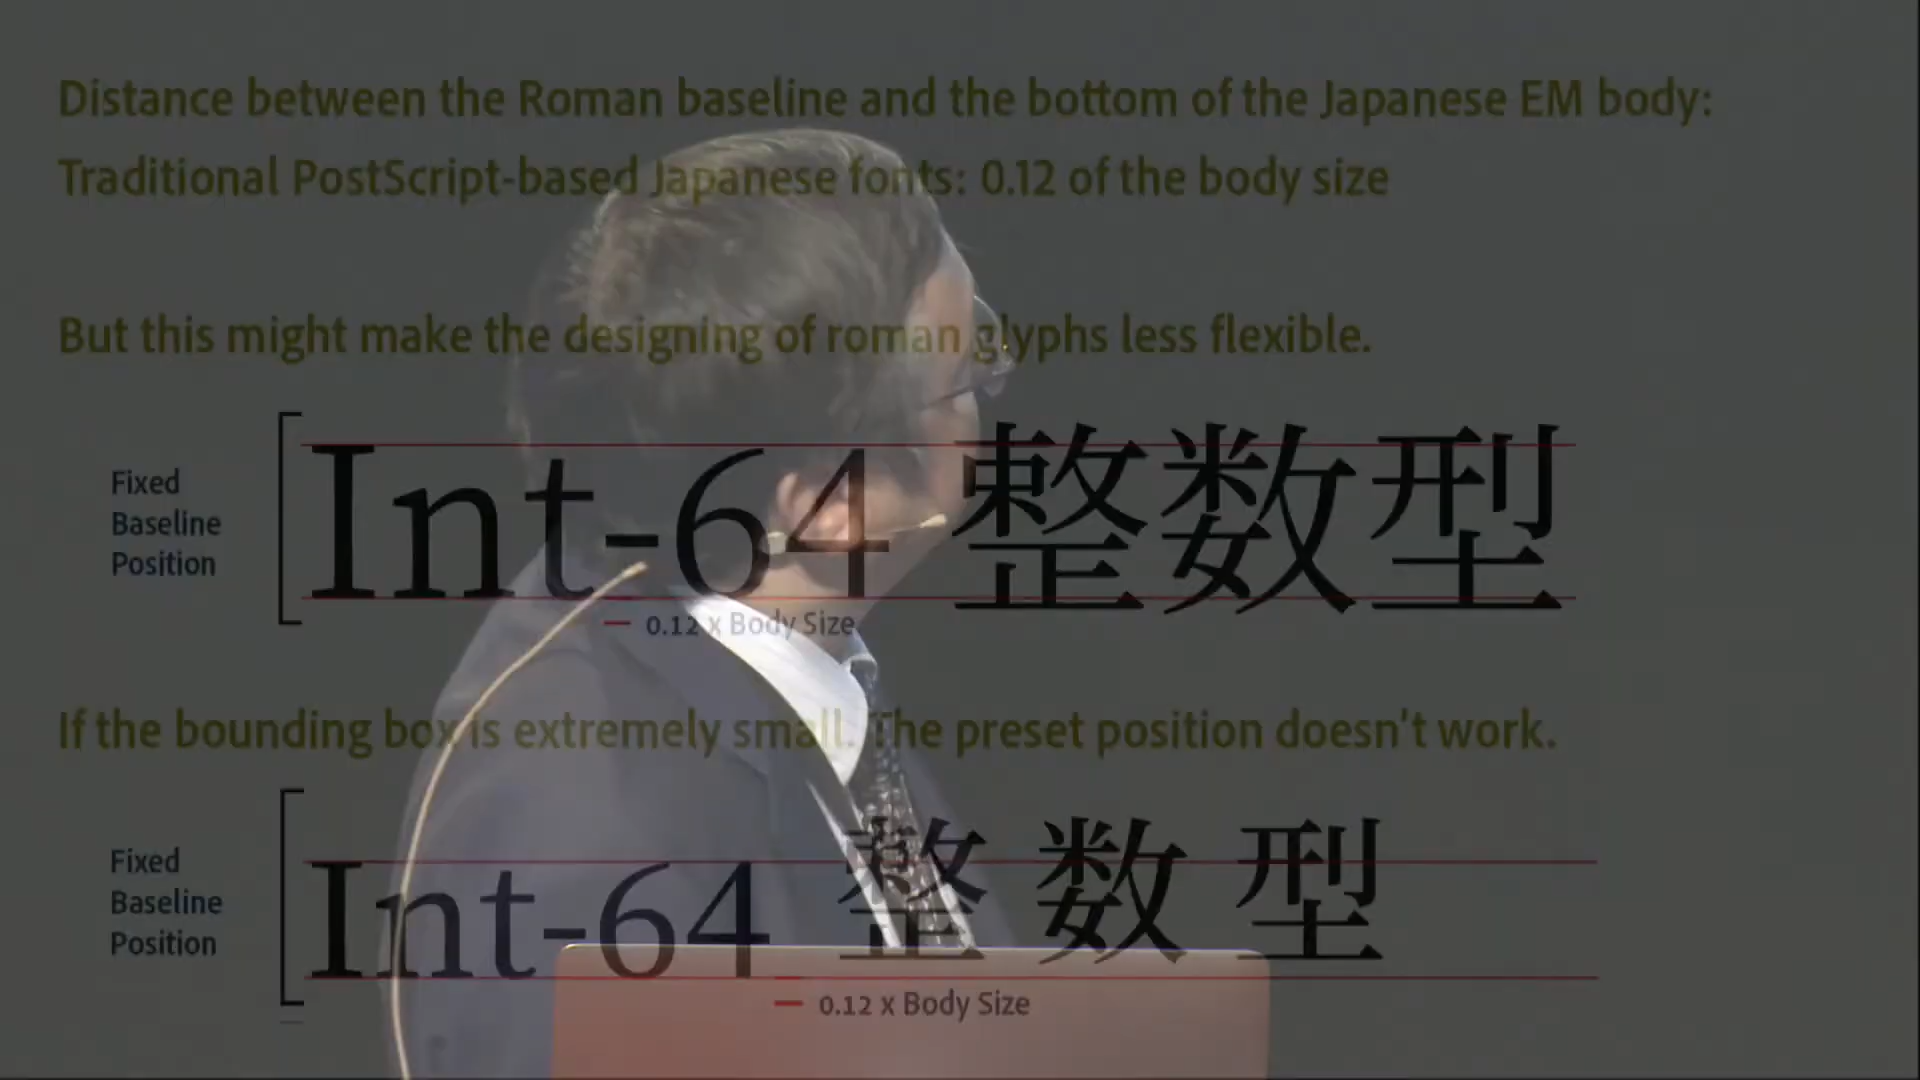 Distance between the Roman baseline and the bottom of the Japanese EM body:
Traditional PostScript-based Japanese fonts: 0.12 of the body size
But this might make the designing of roman glyphs less flexible.
Fixed
Baseline
Position
Int-64 整数型
0.12 x Body Size
If the bounding box is extremely small. The preset position doesn't work.
Fixed
Baseline
Position
Int-64 整数型
0.12 x Body Size